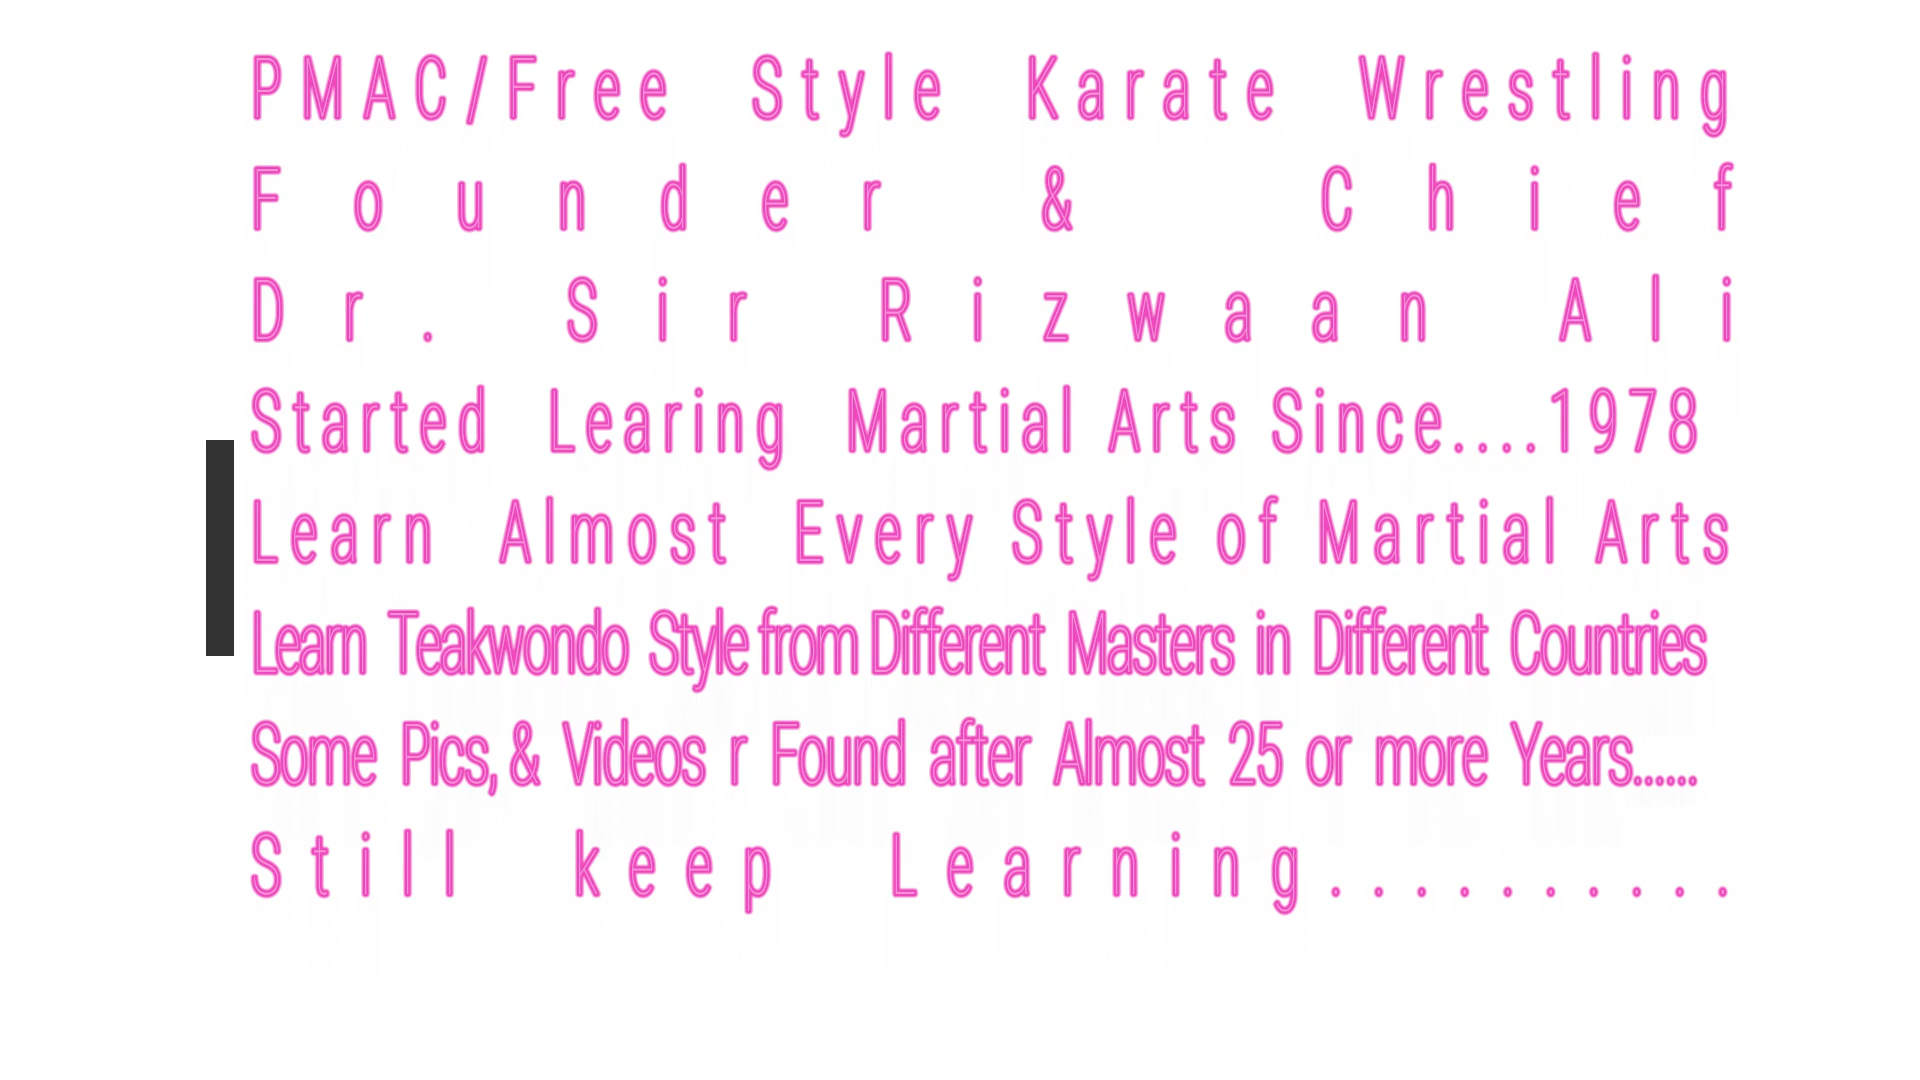 PMAC/Free Style Karate Wrestling
Founder & Chief
Dr. Sir Rizwaan Ali
Started Learing Martial Arts Since....1978
Learn Almost Every Style of Martial Arts
Learn Teakwondo Style from Different Masters in Different Countries
Some Pics,& Videos r Found after Almost 25 or more Years......
Still keep Learning..........